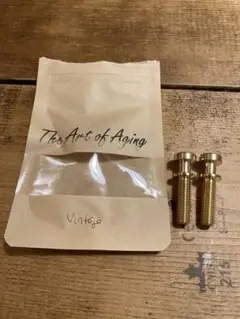 The Art of Aging
Vintage